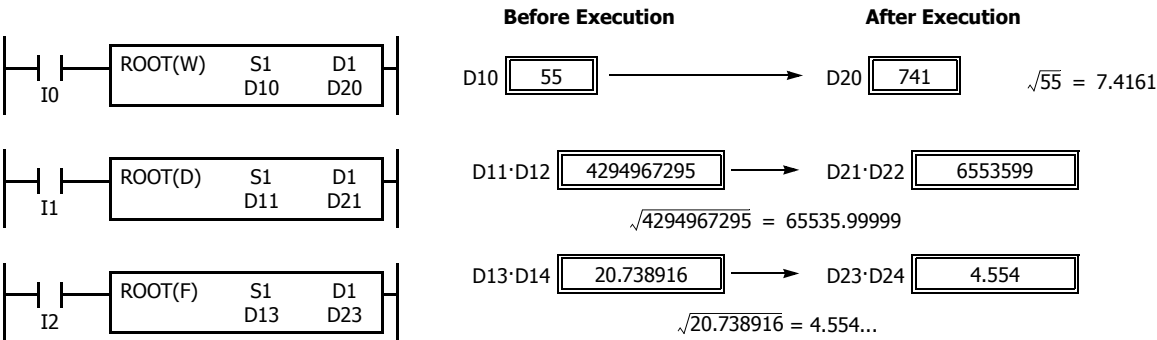 Before Execution After Execution
ROOT(W) S1 D1
D10 D20
I0
D10 55 D20 741 √55 = 7.4161
ROOT(D) S1 D1
D11 D21
I1
D11·D12 4294967295 D21·D22 6553599
√4294967295 = 65535.99999
ROOT(F) S1 D1
D13 D23
I2
D13·D14 20.738916 D23·D24 4.554
√20.738916 = 4.554...